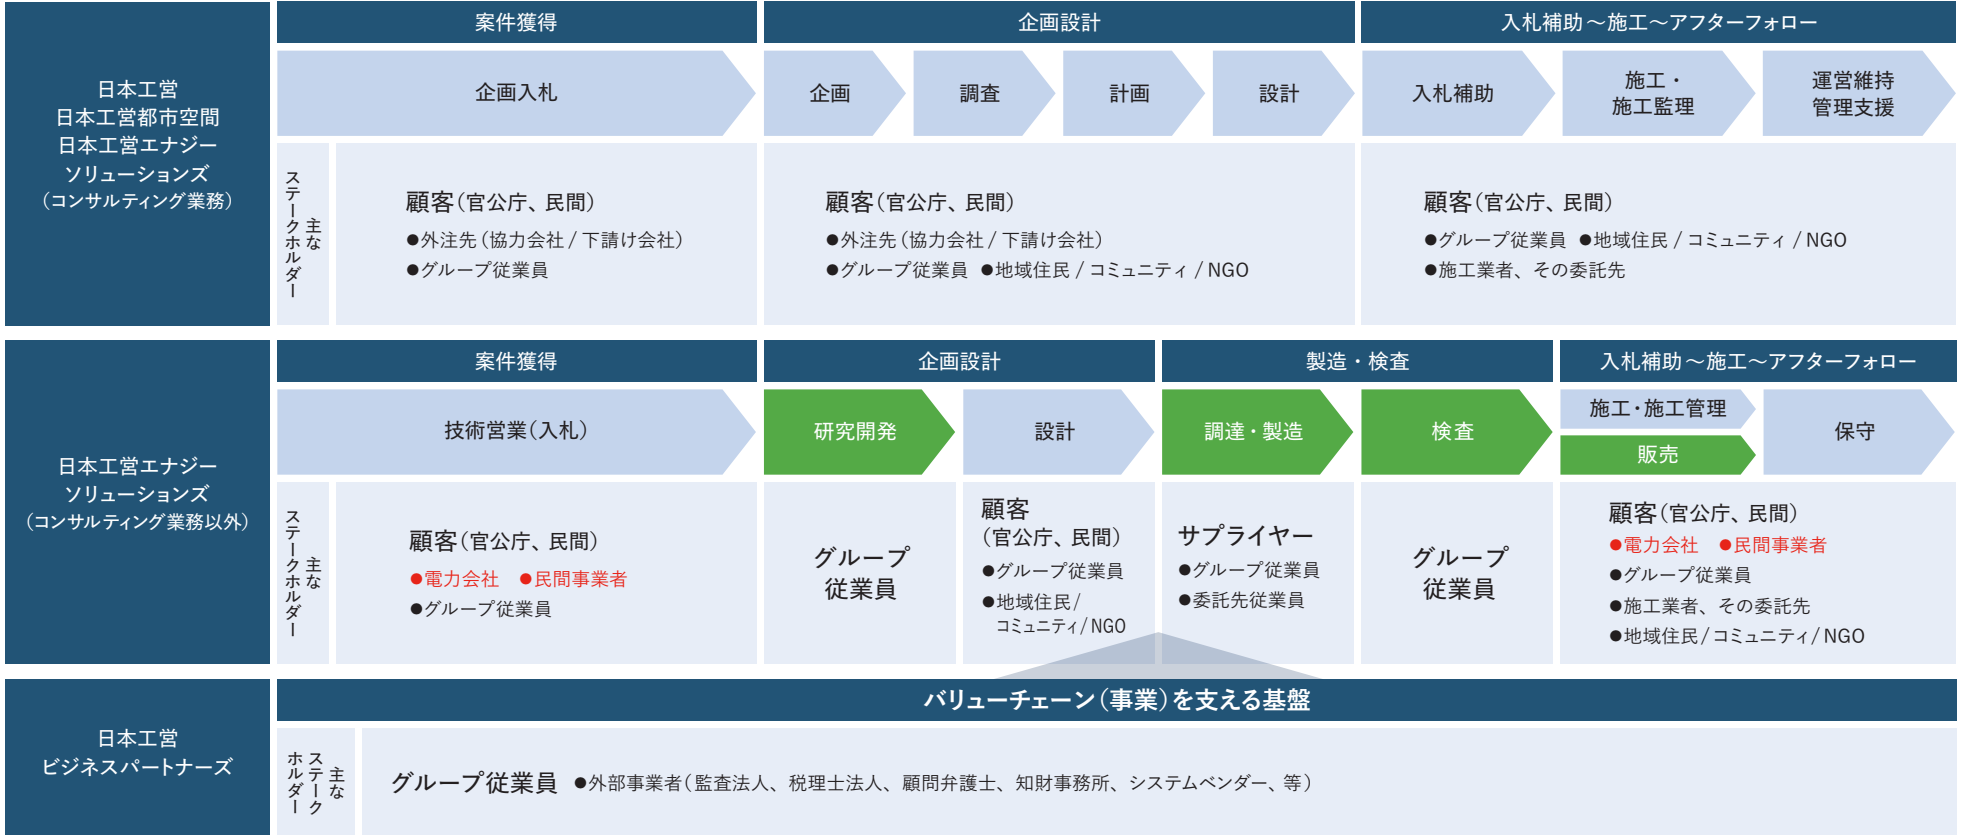 日本工営
日本工営都市空間
日本工営エナジー
ソリューションズ
（コンサルティング業務）
案件獲得
企画設計
入札補助～施工～アフターフォロー
企画入札
企画
調査
計画
設計
入札補助
施工・
施工監理
運営維持
管理支援
主な
ステークホルダー
顧客（官公庁、民間）
●外注先（協力会社 / 下請け会社）
●グループ従業員
顧客（官公庁、民間）
●外注先（協力会社 / 下請け会社）
●グループ従業員 ●地域住民 / コミュニティ / NGO
顧客（官公庁、民間）
●グループ従業員 ●地域住民 / コミュニティ / NGO
●施工業者、その委託先
日本工営エナジー
ソリューションズ
（コンサルティング業務以外）
案件獲得
企画設計
製造・検査
入札補助～施工～アフターフォロー
技術営業（入札）
研究開発
設計
調達・製造
検査
施工・施工管理
販売
保守
主な
ステークホルダー
顧客（官公庁、民間）
●電力会社 ●民間事業者
●グループ従業員
グループ
従業員
顧客
（官公庁、民間）
●グループ従業員
●地域住民/
コミュニティ/NGO
サプライヤー
●グループ従業員
●委託先従業員
グループ
従業員
顧客（官公庁、民間）
●電力会社 ●民間事業者
●グループ従業員
●施工業者、その委託先
●地域住民/コミュニティ/NGO
日本工営
ビジネスパートナーズ
バリューチェーン（事業）を支える基盤
主な
ステーク
ホルダー
グループ従業員 ●外部事業者（監査法人、税理士法人、顧問弁護士、知財事務所、システムベンダー、等）